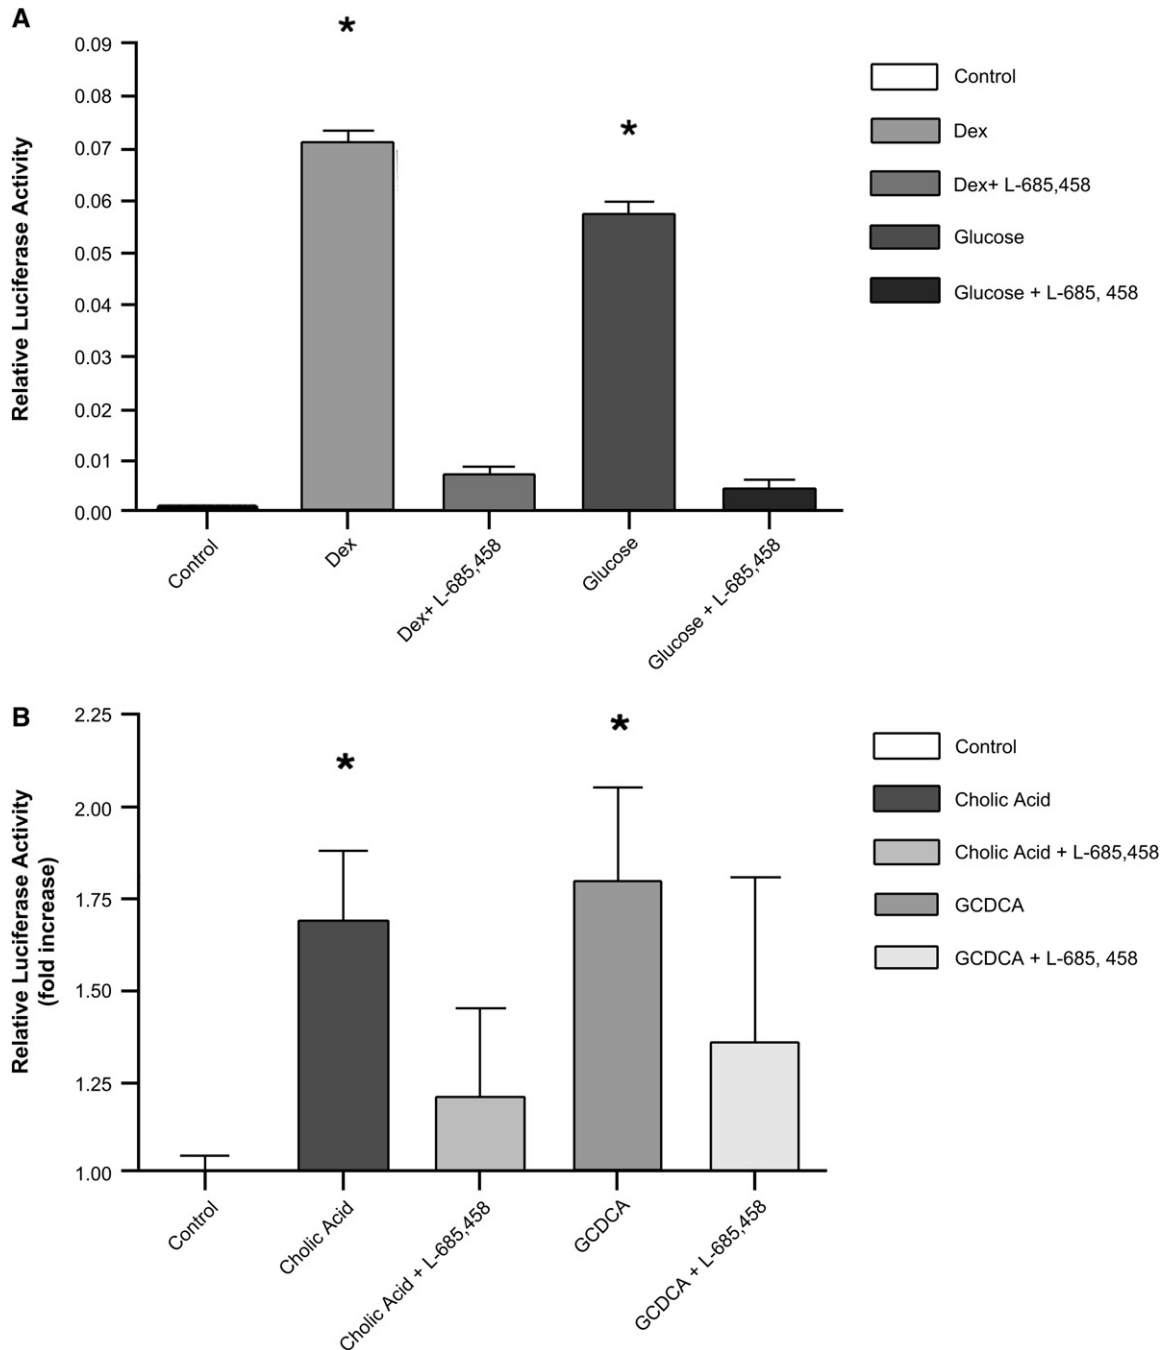 A
*
*
0.09
0.08
0.07
0.06
0.05
0.04
0.03
0.02
0.01
0.00
Relative Luciferase Activity
Control
Dex
Dex+ L-685,458
Glucose
Glucose + L-685,458
Control
Dex
Dex+ L-685,458
Glucose
Glucose + L-685, 458
B
*
*
2.25
2.00
1.75
1.50
1.25
1.00
Relative Luciferase Activity
(fold increase)
Control
Cholic Acid
Cholic Acid + L-685,458
GCDCA
GCDCA + L-685,458
Control
Cholic Acid
Cholic Acid + L-685,458
GCDCA
GCDCA + L-685, 458